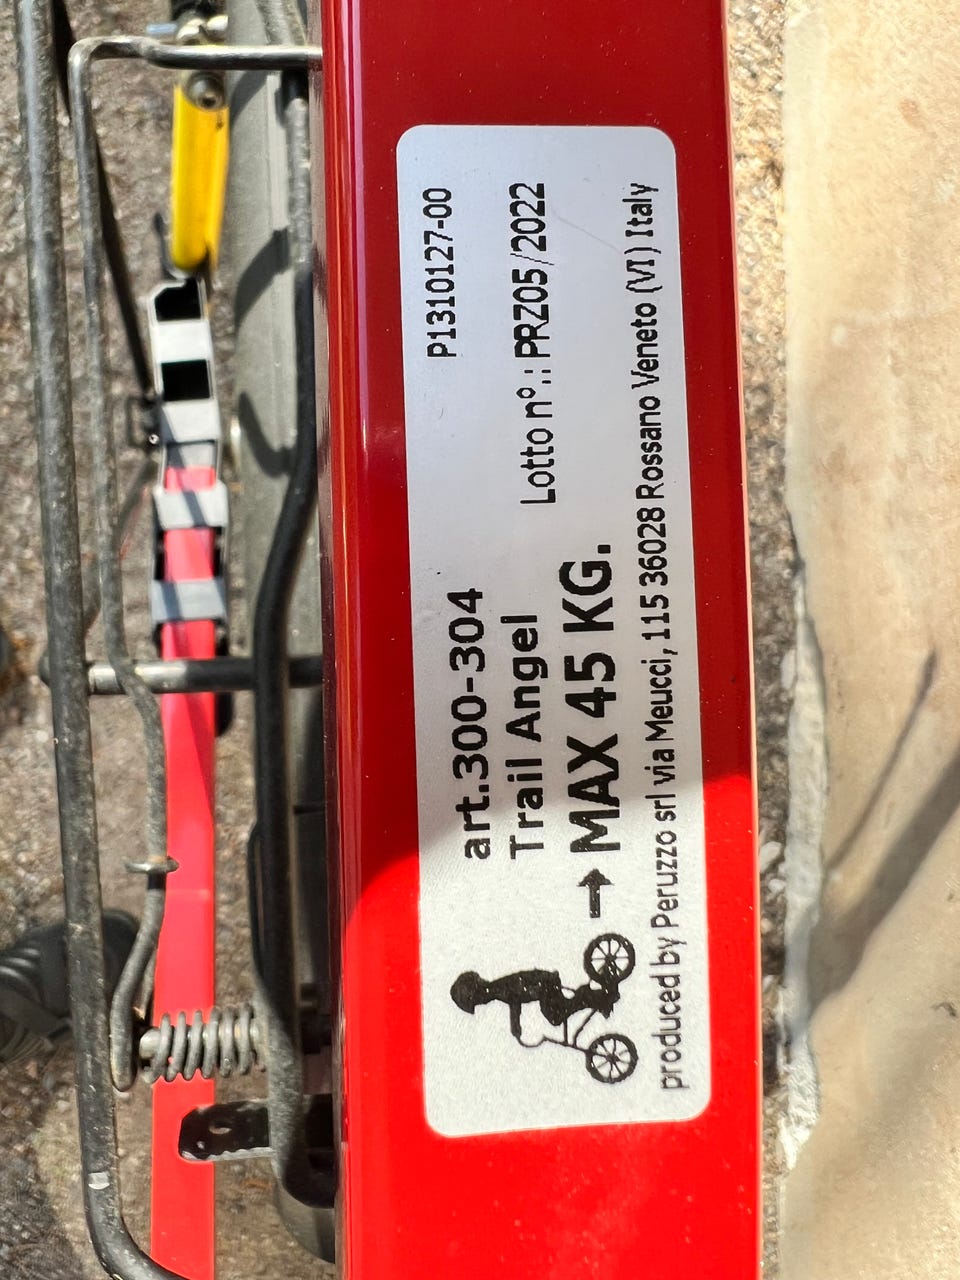 art.300-304 P1310127-00
Trail Angel Lotto n°.: PRZ05/2022
→ MAX 45 KG.
produced by Peruzzo srl via Meucci, 115 36028 Rossano Veneto (VI) Italy